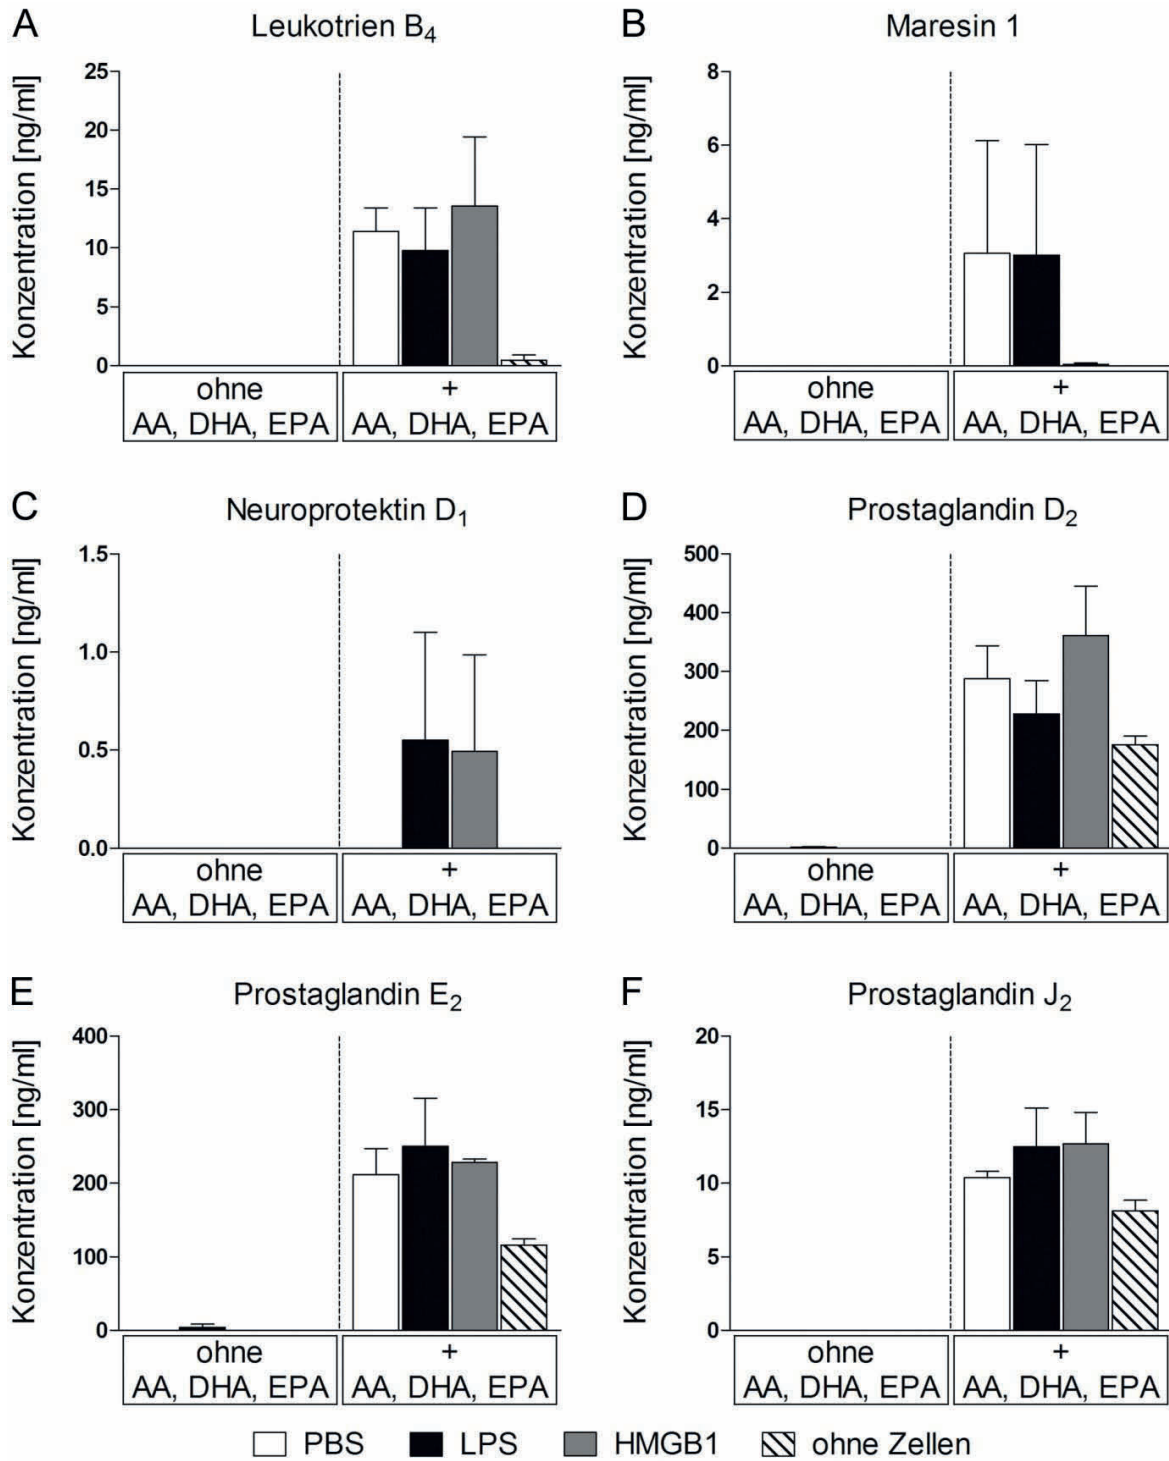 A
Leukotrien B4
Konzentration [ng/ml]
25
20
15
10
5
0
ohne
AA, DHA, EPA
+
AA, DHA, EPA
B
Maresin 1
Konzentration [ng/ml]
8
6
4
2
0
ohne
AA, DHA, EPA
+
AA, DHA, EPA
C
Neuroprotektin D1
Konzentration [ng/ml]
1.5
1.0
0.5
0.0
ohne
AA, DHA, EPA
+
AA, DHA, EPA
D
Prostaglandin D2
Konzentration [ng/ml]
500
400
300
200
100
0
ohne
AA, DHA, EPA
+
AA, DHA, EPA
E
Prostaglandin E2
Konzentration [ng/ml]
400
300
200
100
0
ohne
AA, DHA, EPA
+
AA, DHA, EPA
F
Prostaglandin J2
Konzentration [ng/ml]
20
15
10
5
0
ohne
AA, DHA, EPA
+
AA, DHA, EPA
PBS LPS HMGB1 ohne Zellen